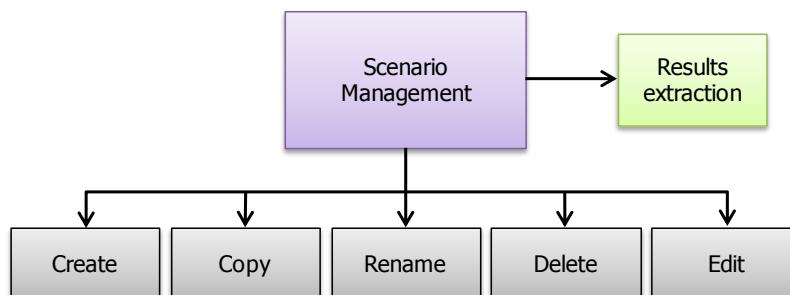 Scenario
Management
Results
extraction
Create
Copy
Rename
Delete
Edit